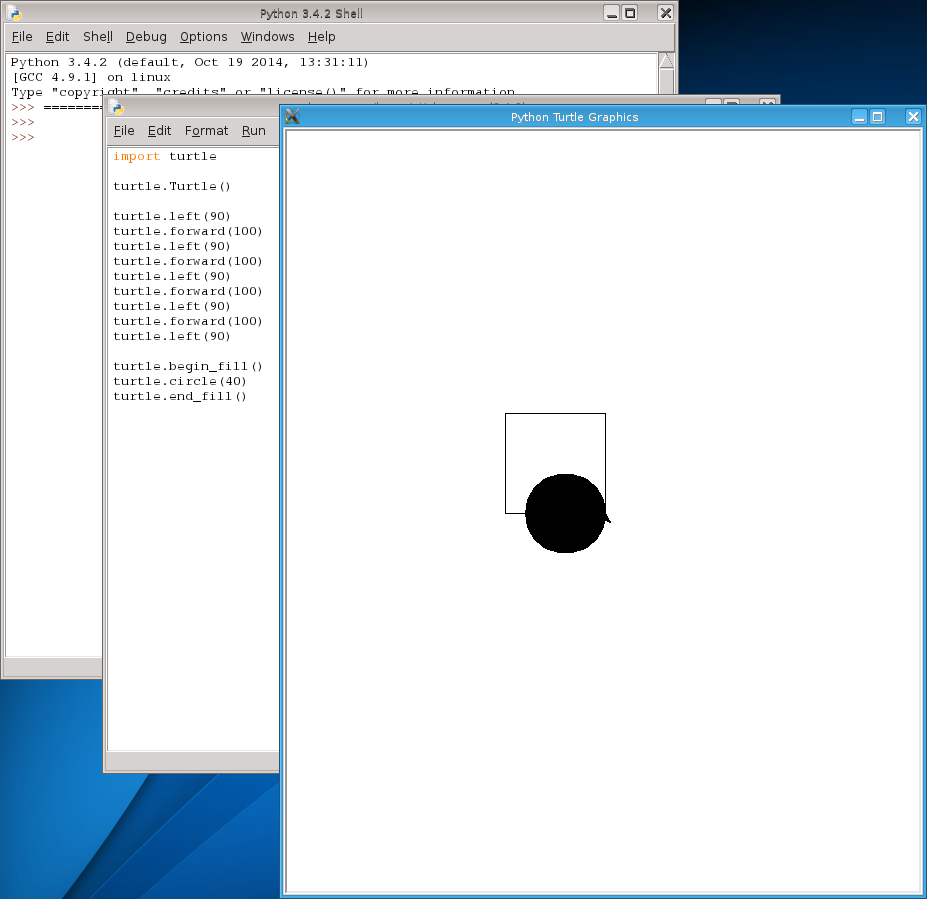 Python 3.4.2 Shell
File Edit Shell Debug Options Windows Help
Python 3.4.2 (default, Oct 19 2014, 13:31:11)
[GCC 4.9.1] on linux
Type "copyright", "credits" or "license()" for more information
>>> =======
>>>
>>>
File Edit Format Run
import turtle
turtle.Turtle()
turtle.left(90)
turtle.forward(100)
turtle.left(90)
turtle.forward(100)
turtle.left(90)
turtle.forward(100)
turtle.left(90)
turtle.forward(100)
turtle.left(90)
turtle.begin_fill()
turtle.circle(40)
turtle.end_fill()
Python Turtle Graphics